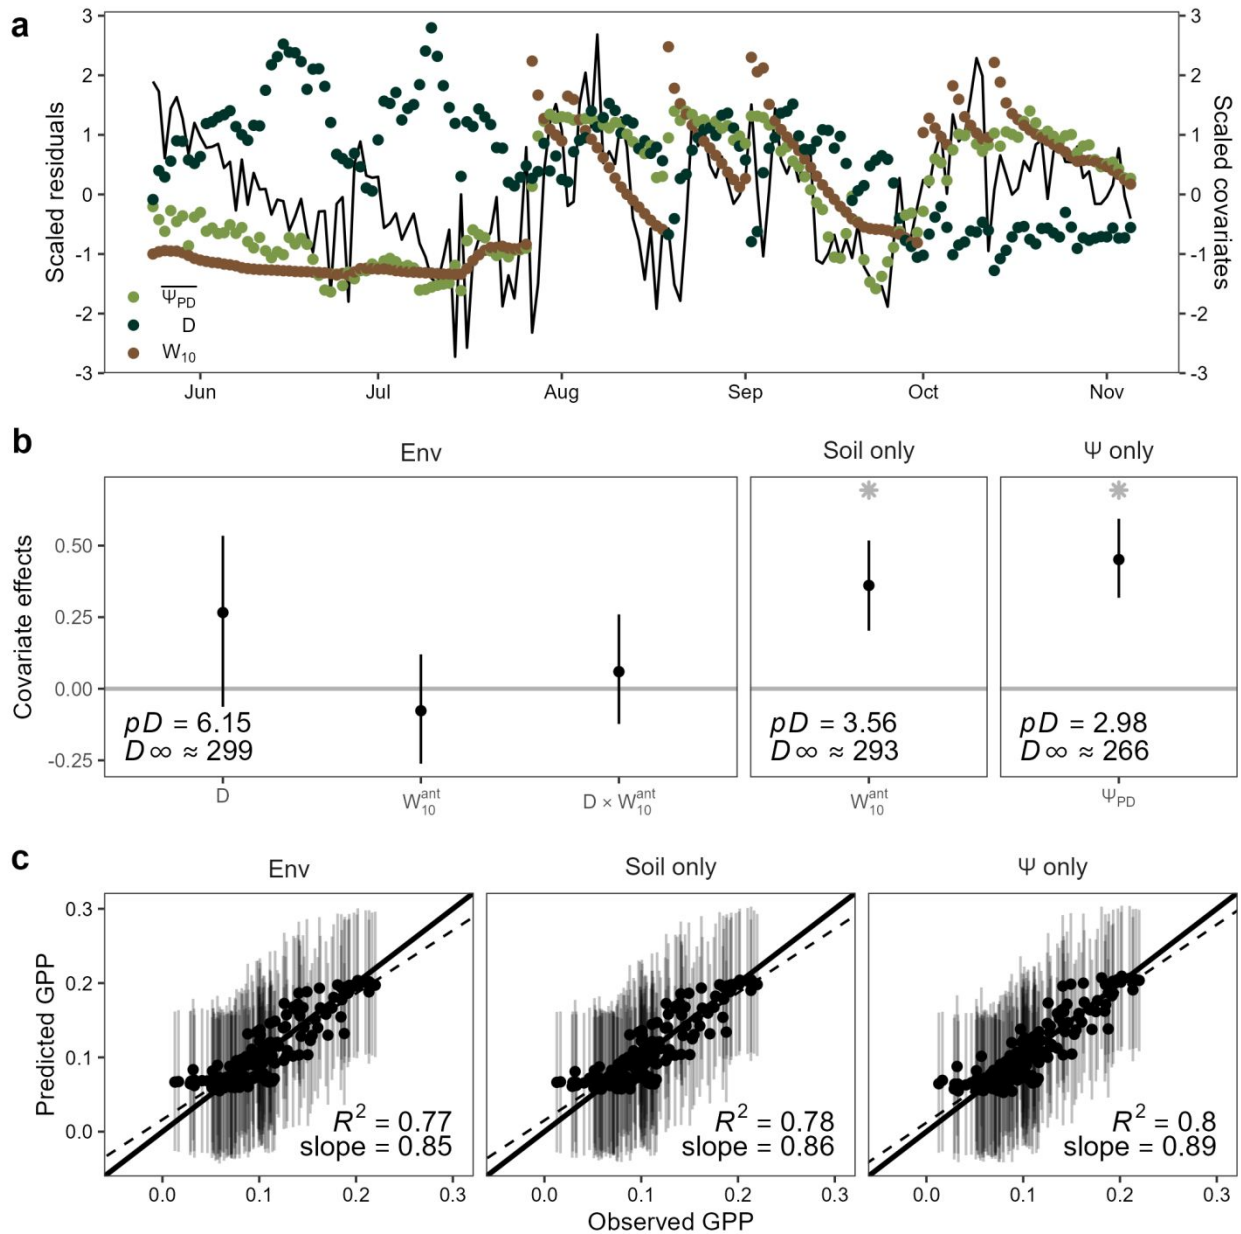 a
3
2
1
0
-1
-2
-3
Scaled residuals
3
2
1
0
-1
-2
-3
Scaled covariates
Ψ̅P̅D̅
D
W₁₀
Jun
Jul
Aug
Sep
Oct
Nov
b
Env
Soil only
Ψ only
Covariate effects
0.50
0.25
0.00
-0.25
pD = 6.15
D∞ ≈ 299
pD = 3.56
D∞ ≈ 293
pD = 2.98
D∞ ≈ 266
D
W₁₀ᵃⁿᵗ
D × W₁₀ᵃⁿᵗ
W₁₀ᵃⁿᵗ
Ψ_PD
c
Env
Soil only
Ψ only
Predicted GPP
0.3
0.2
0.1
0.0
R² = 0.77
slope = 0.85
R² = 0.78
slope = 0.86
R² = 0.8
slope = 0.89
0.0 0.1 0.2 0.3
0.0 0.1 0.2 0.3
0.0 0.1 0.2 0.3
Observed GPP